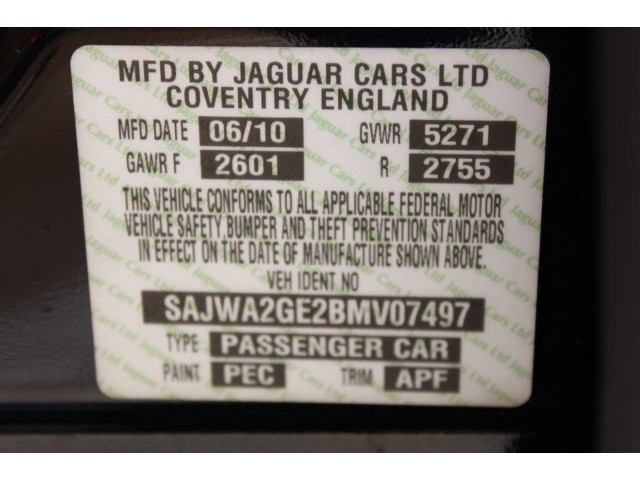 MFD BY JAGUAR CARS LTD
COVENTRY ENGLAND
MFD DATE 06/10 GVWR 5271
GAWR F 2601 R 2755
THIS VEHICLE CONFORMS TO ALL APPLICABLE FEDERAL MOTOR
VEHICLE SAFETY, BUMPER AND THEFT PREVENTION STANDARDS
IN EFFECT ON THE DATE OF MANUFACTURE SHOWN ABOVE.
VEH IDENT NO
SAJWA2GE2BMV07497
TYPE PASSENGER CAR
PAINT PEC TRIM APF